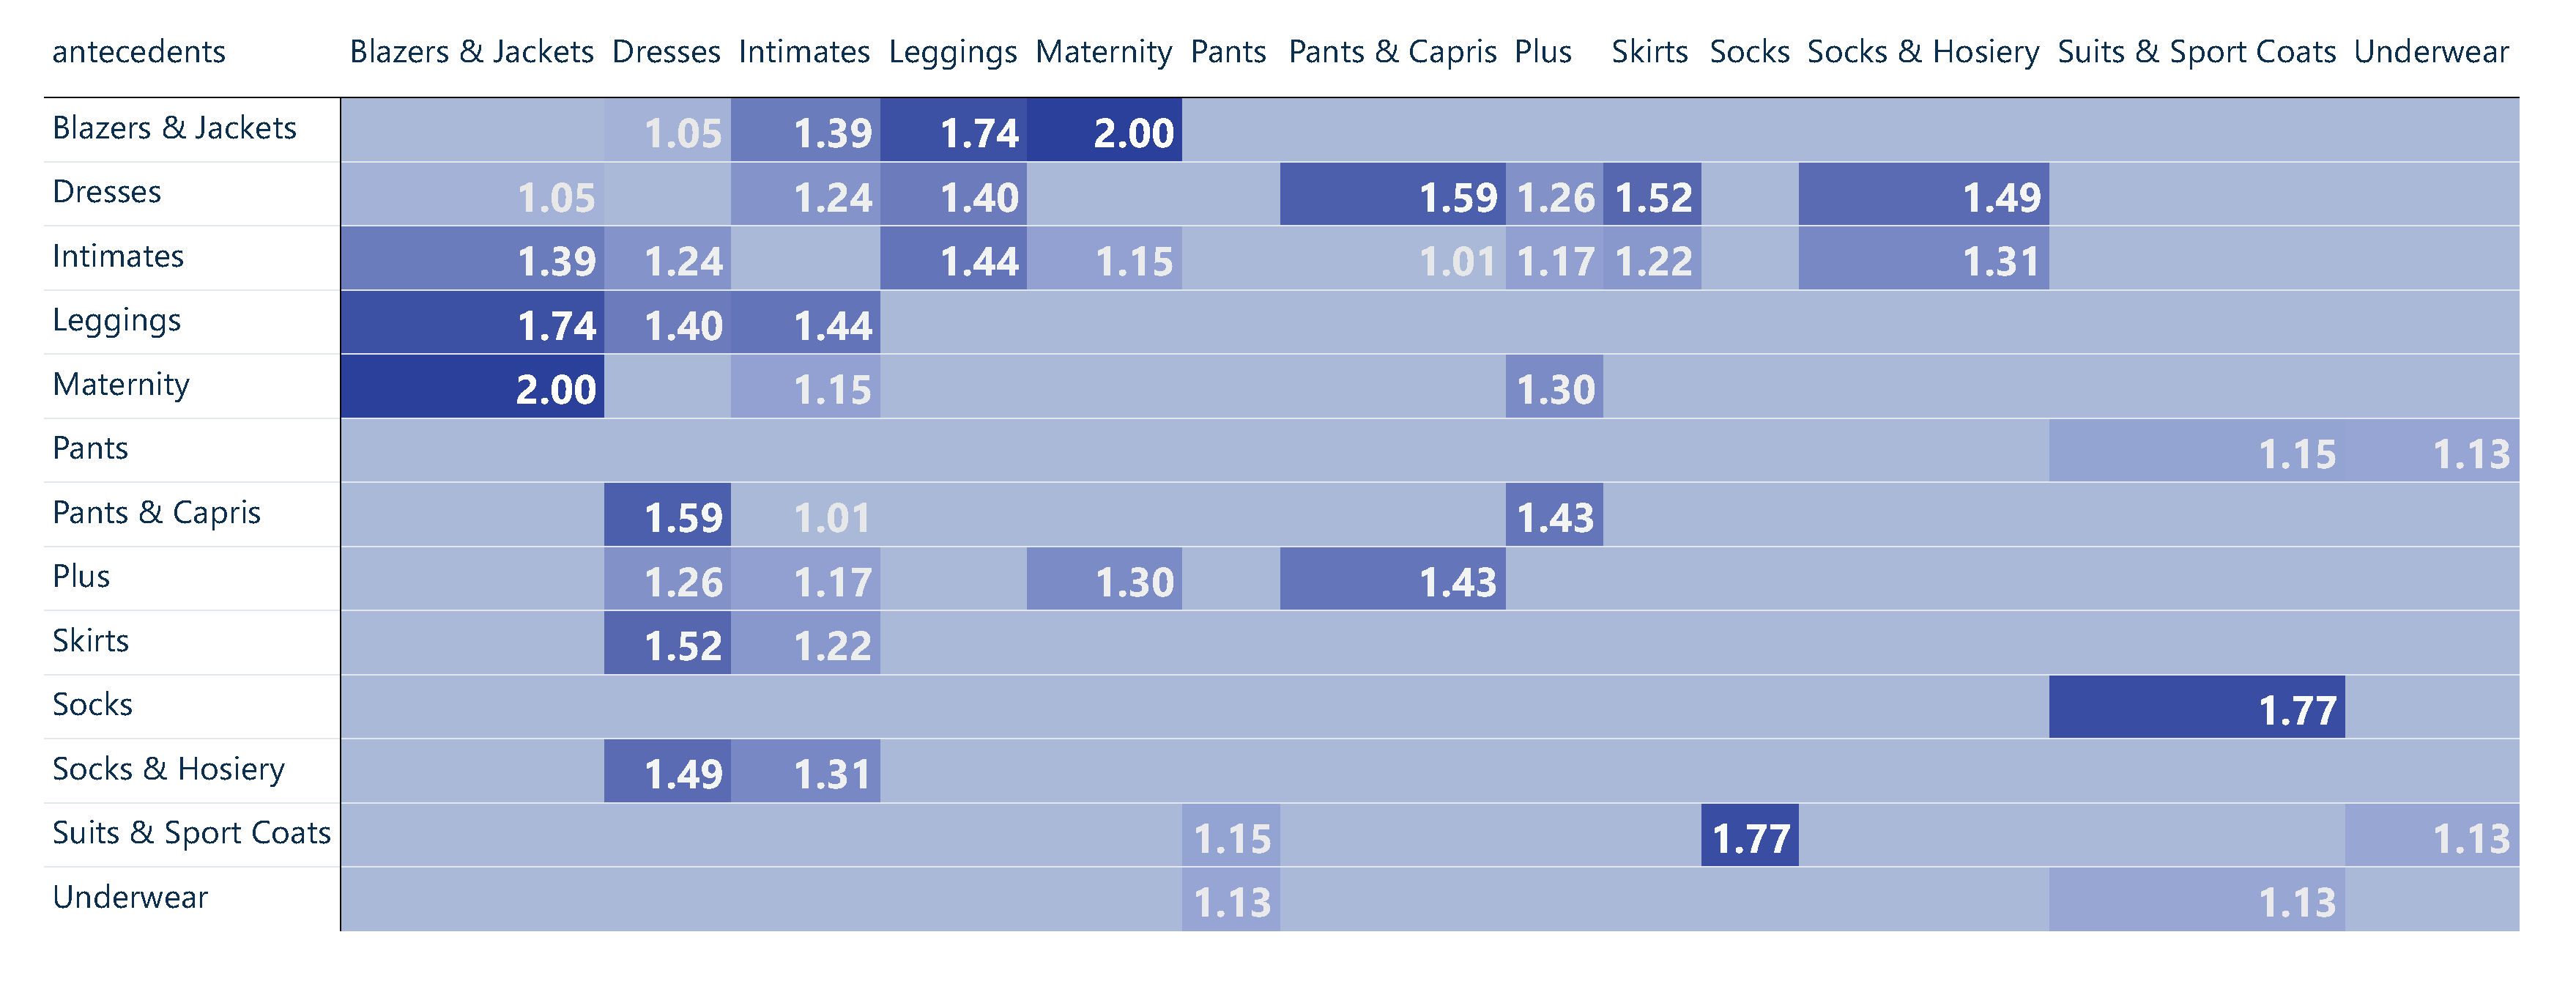 antecedents Blazers & Jackets Dresses Intimates Leggings Maternity Pants Pants & Capris Plus Skirts Socks Socks & Hosiery Suits & Sport Coats Underwear
Blazers & Jackets 1.05 1.39 1.74 2.00
Dresses 1.05 1.24 1.40 1.59 1.26 1.52 1.49
Intimates 1.39 1.24 1.44 1.15 1.01 1.17 1.22 1.31
Leggings 1.74 1.40 1.44
Maternity 2.00 1.15 1.30
Pants 1.15 1.13
Pants & Capris 1.59 1.01 1.43
Plus 1.26 1.17 1.30 1.43
Skirts 1.52 1.22
Socks 1.77
Socks & Hosiery 1.49 1.31
Suits & Sport Coats 1.15 1.77 1.13
Underwear 1.13 1.13